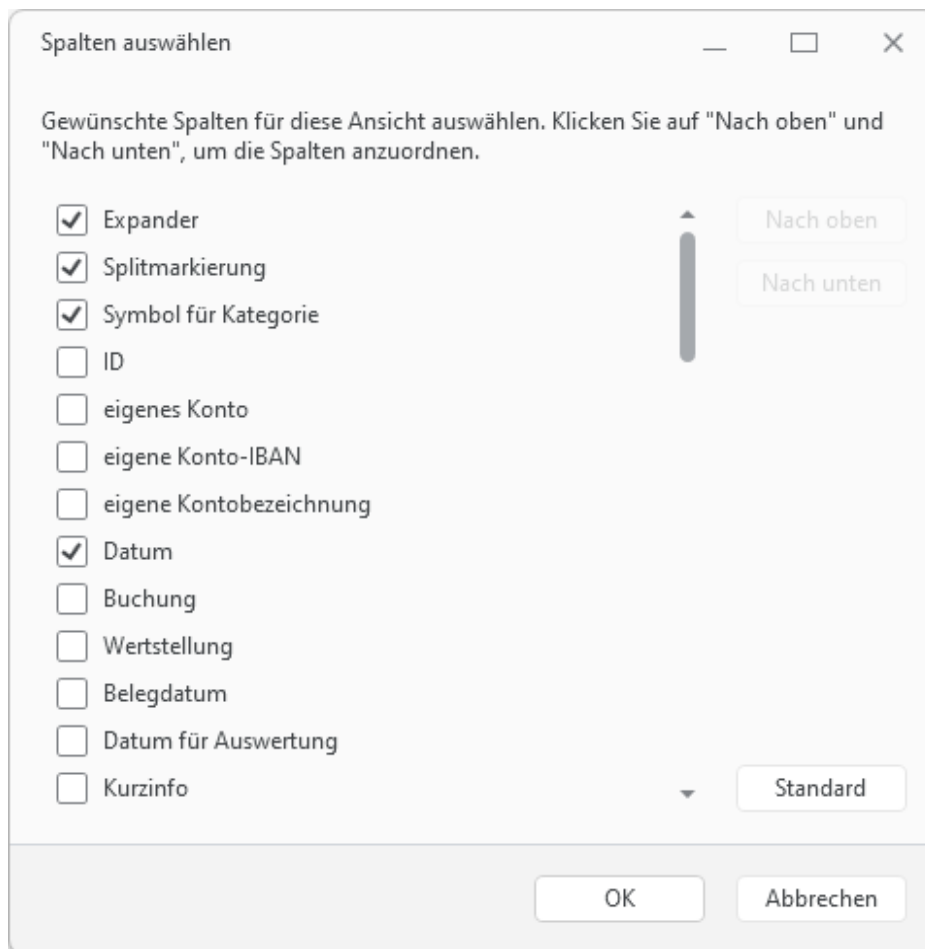 Spalten auswählen
Gewünschte Spalten für diese Ansicht auswählen. Klicken Sie auf "Nach oben" und
"Nach unten", um die Spalten anzuordnen.
Expander
Nach oben
Splitmarkierung
Nach unten
Symbol für Kategorie
ID
eigenes Konto
eigene Konto-IBAN
eigene Kontobezeichnung
Datum
Buchung
Wertstellung
Belegdatum
Datum für Auswertung
Kurzinfo
Standard
OK
Abbrechen